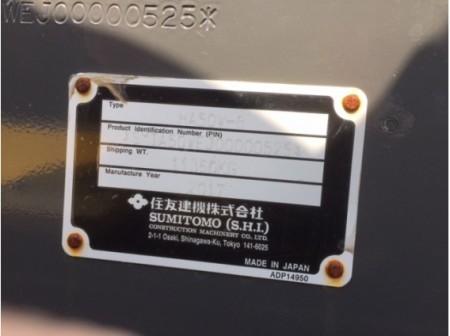 WEJ00000525*
Type
Product Identification Number (PIN)
Shipping WT.
Manufacture Year
2017
住友建機株式会社
SUMITOMO (S.H.I.)
CONSTRUCTION MACHINERY CO. LTD.
2-1-1 Osaki, Shinagawa-Ku, Tokyo 141-6025
MADE IN JAPAN
ADP14950